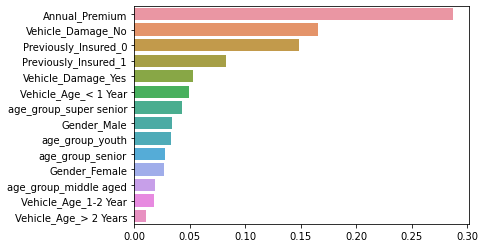 Annual_Premium
Vehicle_Damage_No
Previously_Insured_0
Previously_Insured_1
Vehicle_Damage_Yes
Vehicle_Age_< 1 Year
age_group_super senior
Gender_Male
age_group_youth
age_group_senior
Gender_Female
age_group_middle aged
Vehicle_Age_1-2 Year
Vehicle_Age_> 2 Years
0.00 0.05 0.10 0.15 0.20 0.25 0.30